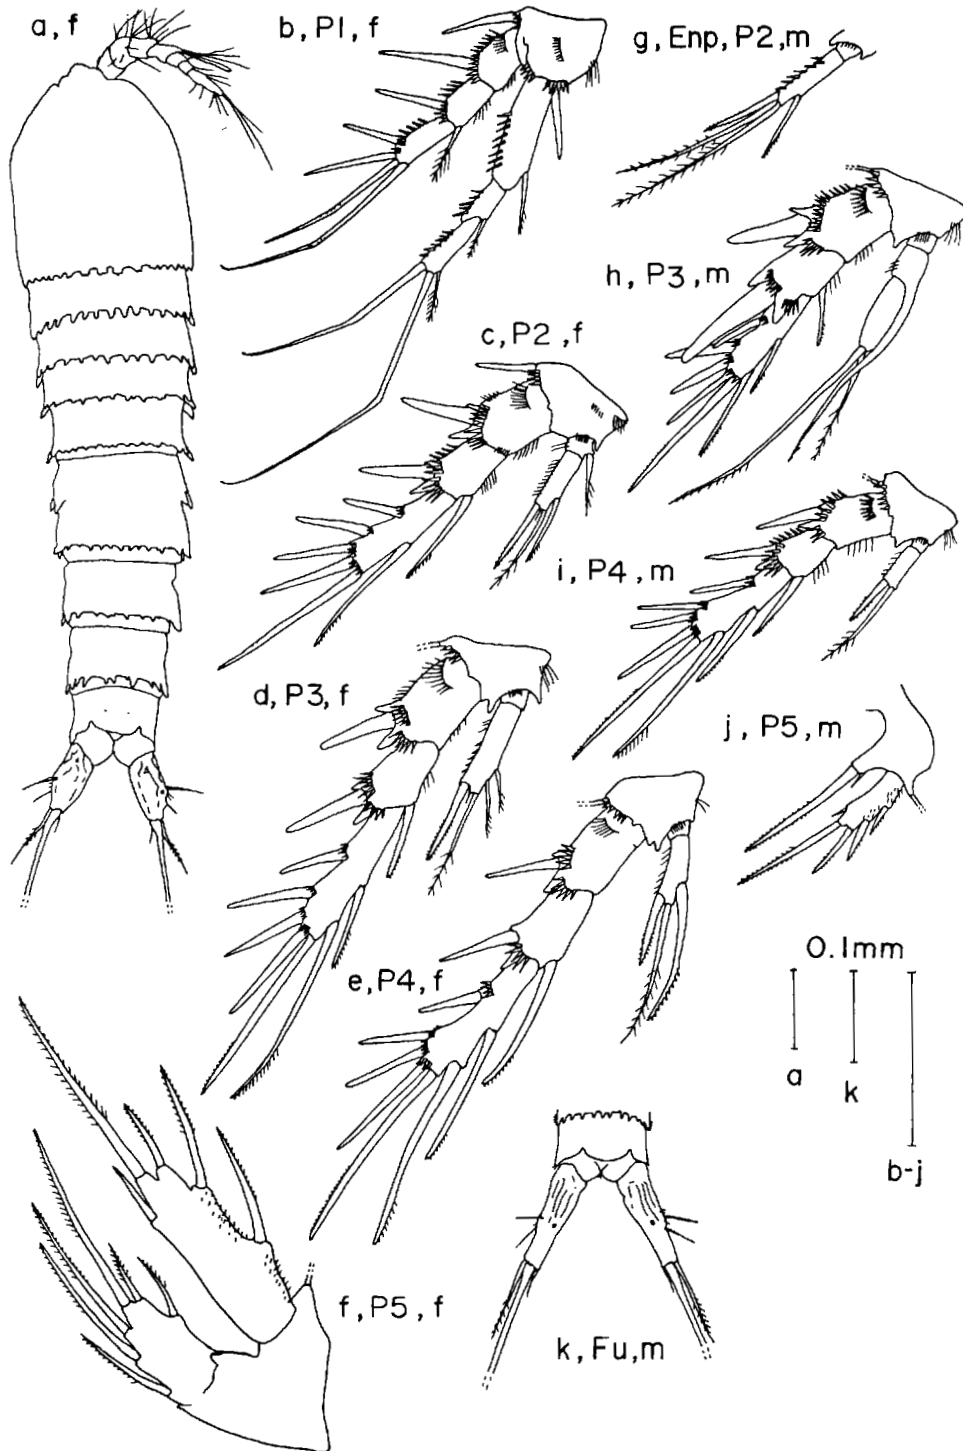 a, f
b, P1, f
g, Enp, P2, m
h, P3, m
c, P2, f
i, P4, m
d, P3, f
j, P5, m
e, P4, f
0.1mm
a
k
b-j
f, P5, f
k, Fu, m